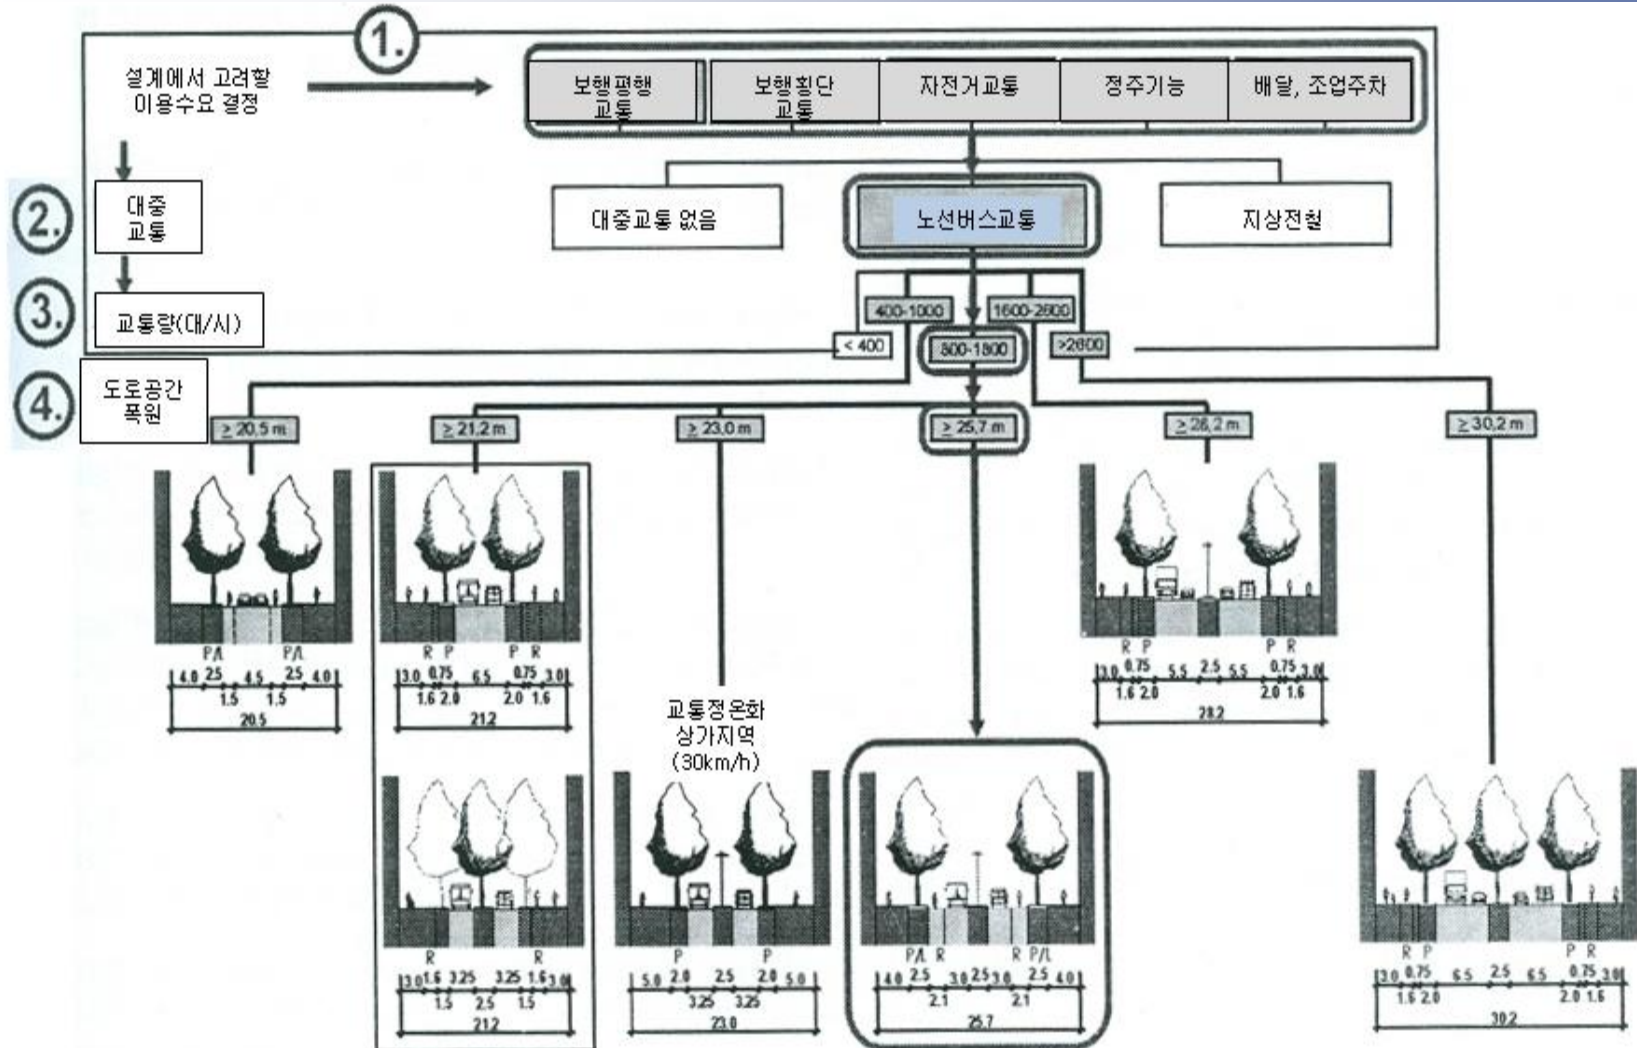 1.
설계에서 고려할
이용수요 결정
보행평행
교통
보행횡단
교통
자전거교통
정주기능
배달, 조업주차
2.
대중
교통
대중교통 없음
노선버스교통
지상전철
3.
교통량(대/시)
400-1000
1600-2600
< 400
800-1800
>2600
4.
도로공간
폭원
≥ 20,5 m
≥ 21,2 m
≥ 23,0 m
≥ 25,7 m
≥ 28,2 m
≥ 30,2 m
P/L P/L
4.0 2.5 4.5 2.5 4.0
1.5 1.5
20.5
R P P R
3.0 0.75 6.5 0.75 3.0
1.6 2.0 2.0 1.6
21.2
R P P R
3.0 0.75 5.5 2.5 5.5 0.75 3.0
1.6 2.0 2.0 1.6
28.2
교통정온화
상가지역
(30km/h)
R R
3.0 1.6 3.25 3.25 1.6 3.0
1.5 2.5 1.5
21.2
P P
5.0 2.0 2.5 2.0 5.0
3.25 3.25
23.0
P/L R R P/L
4.0 2.5 3.0 2.5 3.0 2.5 4.0
2.1 2.1
25.7
R P P R
3.0 0.75 6.5 2.5 6.5 0.75 3.0
1.6 2.0 2.0 1.6
30.2